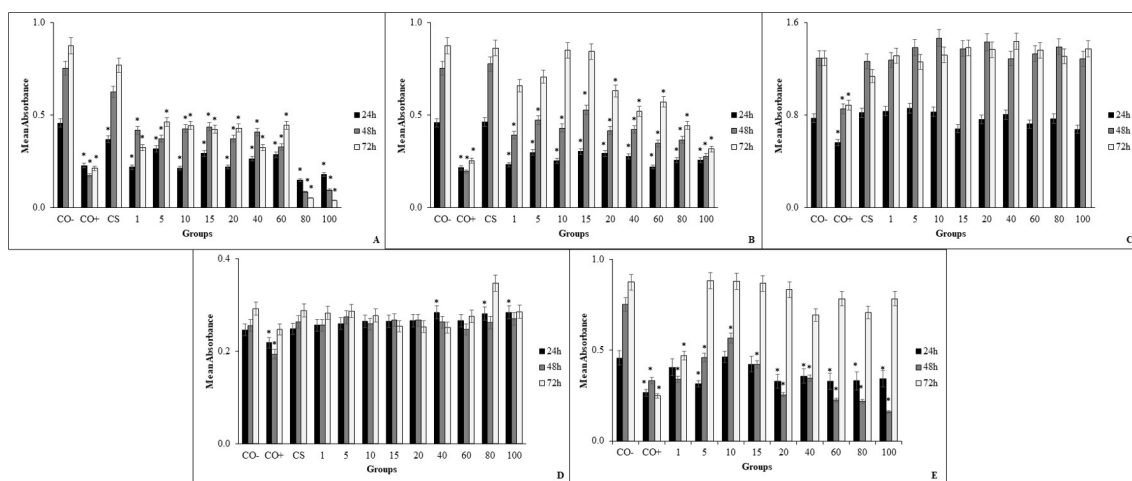 1.0
0.5
0.0
Mean Absorbance
* * * * * * * * * * * * * * * * * * * * * * * * * * * * * *
CO- CO+ CS 1 5 10 15 20 40 60 80 100
Groups
24h
48h
72h
A
1.0
0.5
0.0
Mean Absorbance
CO- CO+ CS 1 5 10 15 20 40 60 80 100
Groups
24h
48h
72h
B
1.6
0.8
0.0
Mean Absorbance
* * *
CO- CO+ CS 1 5 10 15 20 40 60 80 100
Groups
24h
48h
72h
C
0.4
0.2
0.0
Mean Absorbance
* * * * *
CO- CO+ CS 1 5 10 15 20 40 60 80 100
Groups
24h
48h
72h
D
1.0
0.5
0.0
Mean Absorbance
CO- CO+ 1 5 10 15 20 40 60 80 100
Groups
24h
48h
72h
E